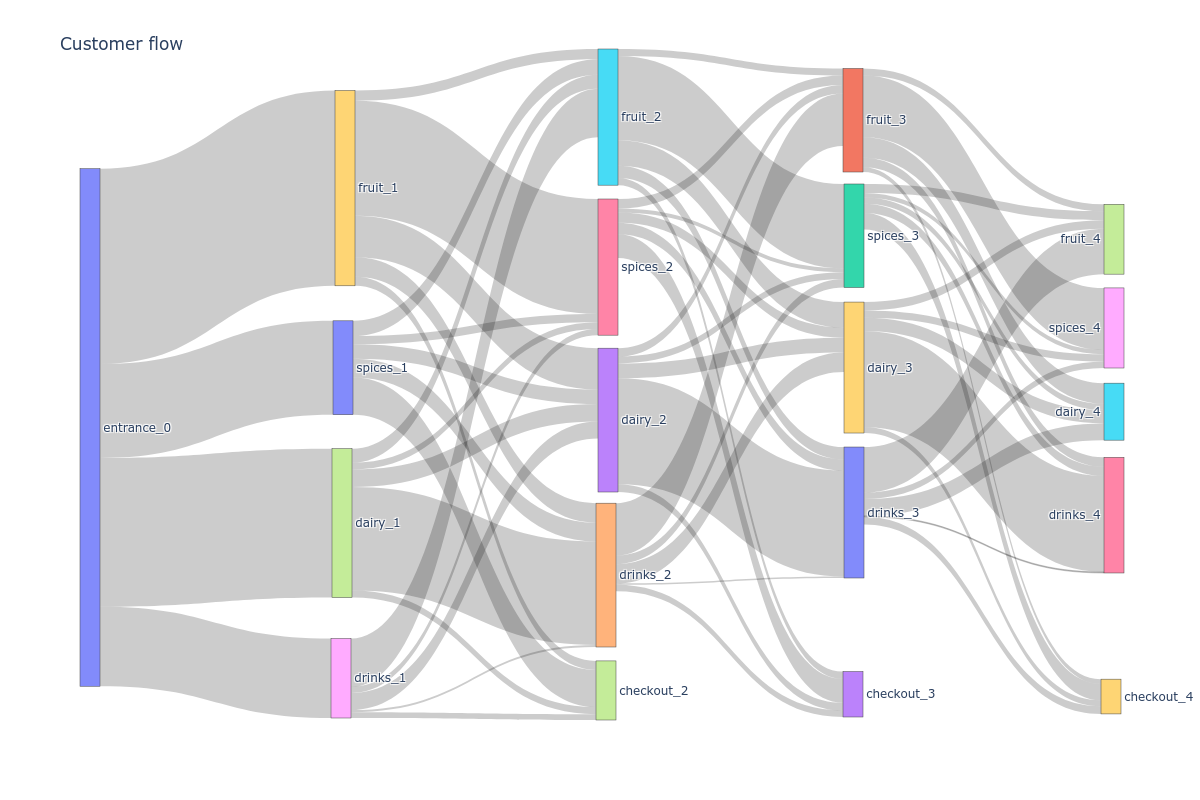 Customer flow
entrance_0
fruit_1
spices_1
dairy_1
drinks_1
fruit_2
spices_2
dairy_2
drinks_2
checkout_2
fruit_3
spices_3
dairy_3
drinks_3
checkout_3
fruit_4
spices_4
dairy_4
drinks_4
checkout_4